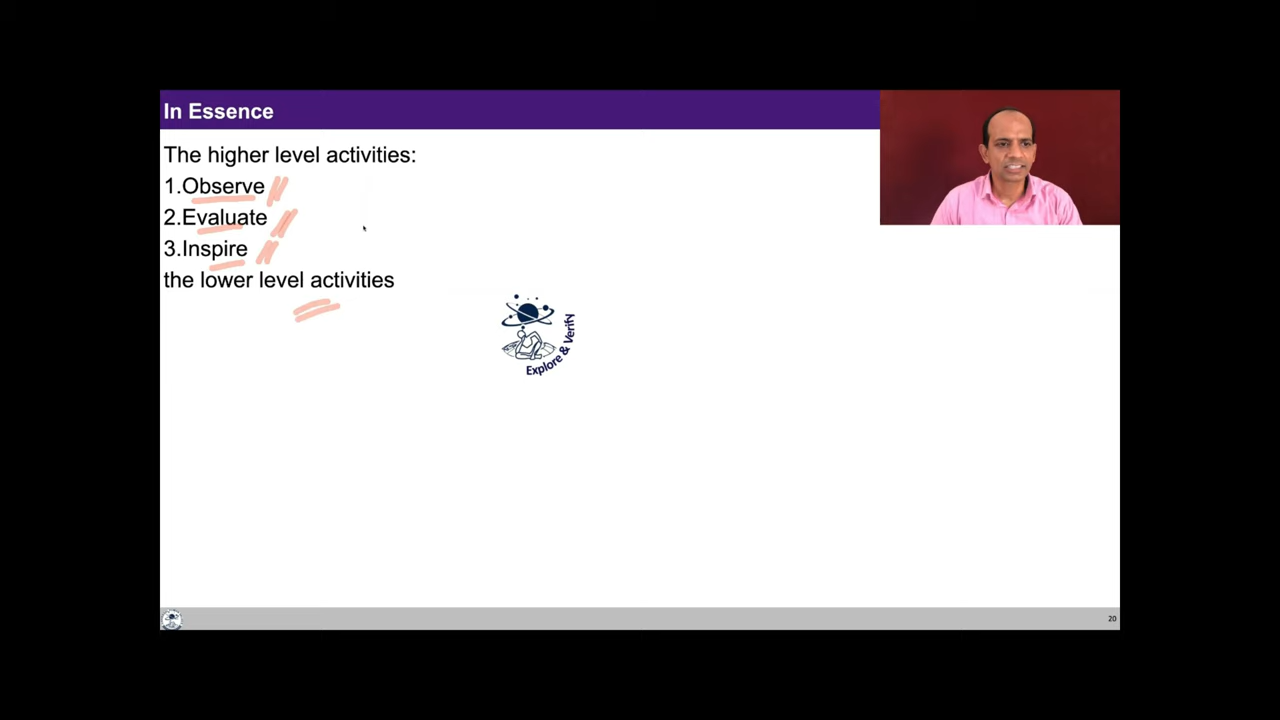 In Essence
The higher level activities:
1.Observe
2.Evaluate
3.Inspire
the lower level activities
Explore & Verify
20